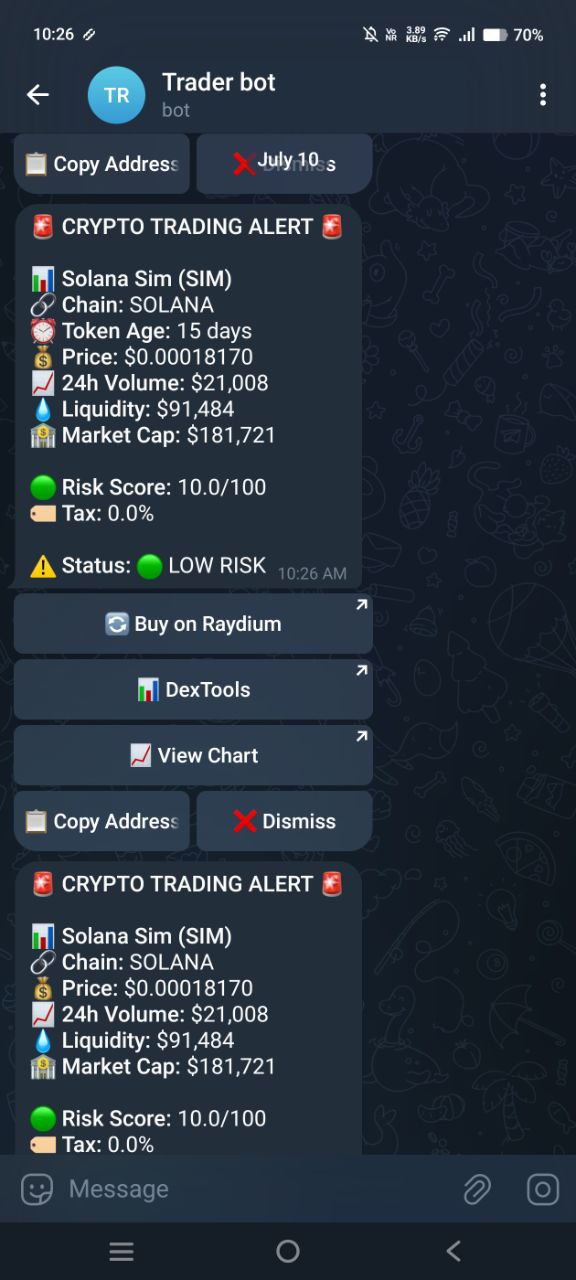 10:26
Vo NR
3.89 KB/s
70%
TR
Trader bot
bot
Copy Address
July 10
CRYPTO TRADING ALERT
Solana Sim (SIM)
Chain: SOLANA
Token Age: 15 days
Price: $0.00018170
24h Volume: $21,008
Liquidity: $91,484
Market Cap: $181,721
Risk Score: 10.0/100
Tax: 0.0%
Status: LOW RISK 10:26 AM
Buy on Raydium
DexTools
View Chart
Copy Address
Dismiss
CRYPTO TRADING ALERT
Solana Sim (SIM)
Chain: SOLANA
Price: $0.00018170
24h Volume: $21,008
Liquidity: $91,484
Market Cap: $181,721
Risk Score: 10.0/100
Tax: 0.0%
Message